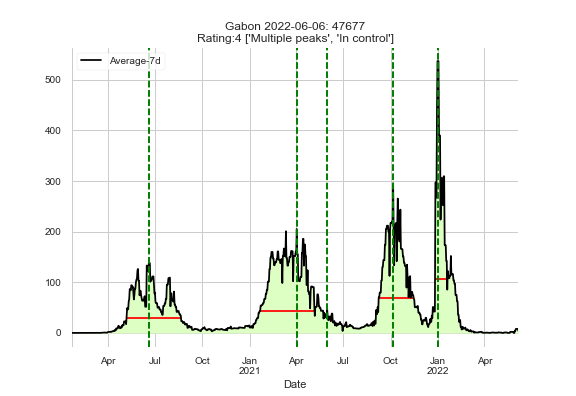 Gabon 2022-06-06: 47677
Rating:4 ['Multiple peaks', 'In control']
Average-7d
500
400
300
200
100
0
Apr Jul Oct Jan Apr Jul Oct Jan Apr
2021 2022
Date